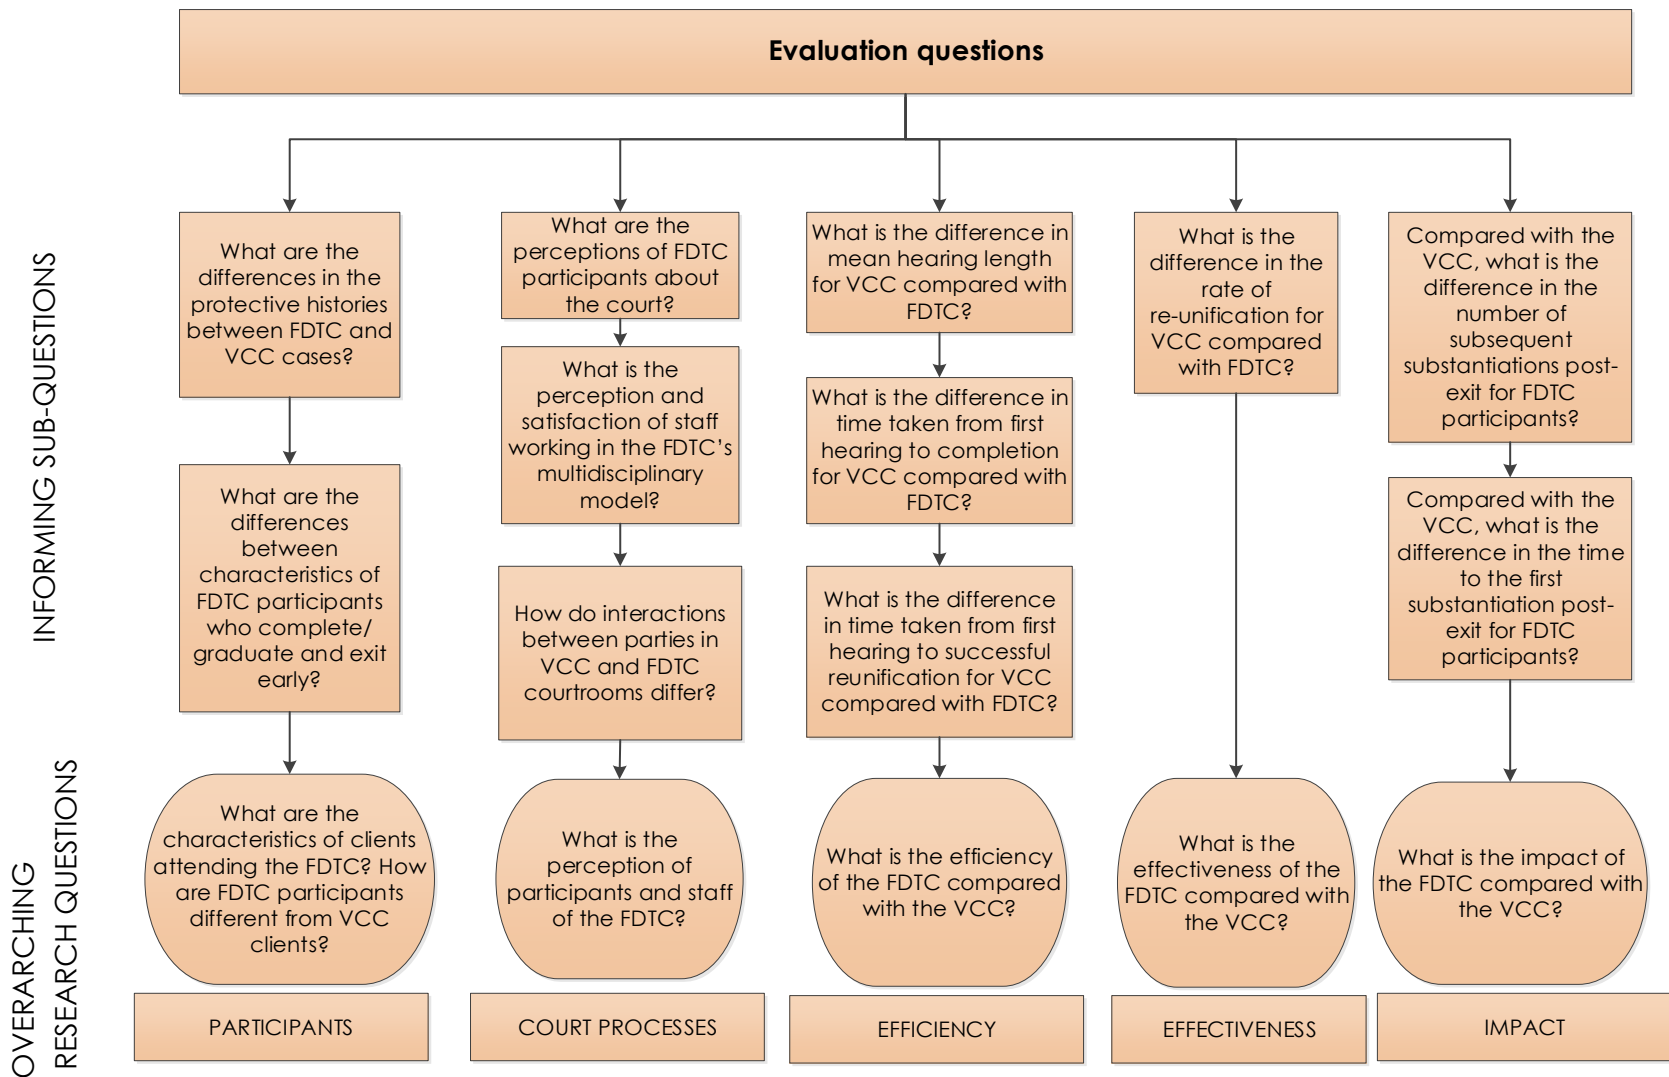 Evaluation questions
INFORMING SUB-QUESTIONS
What are the
differences in the
protective histories
between FDTC and
VCC cases?
What are the
differences
between
characteristics of
FDTC participants
who complete/
graduate and exit
early?
What are the
perceptions of FDTC
participants about
the court?
What is the
perception and
satisfaction of staff
working in the FDTC’s
multidisciplinary
model?
How do interactions
between parties in
VCC and FDTC
courtrooms differ?
What is the difference in
mean hearing length
for VCC compared with
FDTC?
What is the difference in
time taken from first
hearing to completion
for VCC compared with
FDTC?
What is the difference
in time taken from first
hearing to successful
reunification for VCC
compared with FDTC?
What is the
difference in the
rate of
re-unification for
VCC compared
with FDTC?
Compared with the
VCC, what is the
difference in the
number of
subsequent
substantiations post-
exit for FDTC
participants?
Compared with the
VCC, what is the
difference in the time
to the first
substantiation post-
exit for FDTC
participants?
OVERARCHING
RESEARCH QUESTIONS
What are the
characteristics of clients
attending the FDTC? How
are FDTC participants
different from VCC
clients?
What is the
perception of
participants and staff
of the FDTC?
What is the efficiency
of the FDTC compared
with the VCC?
What is the
effectiveness of the
FDTC compared with
the VCC?
What is the impact of
the FDTC compared with
the VCC?
PARTICIPANTS
COURT PROCESSES
EFFICIENCY
EFFECTIVENESS
IMPACT